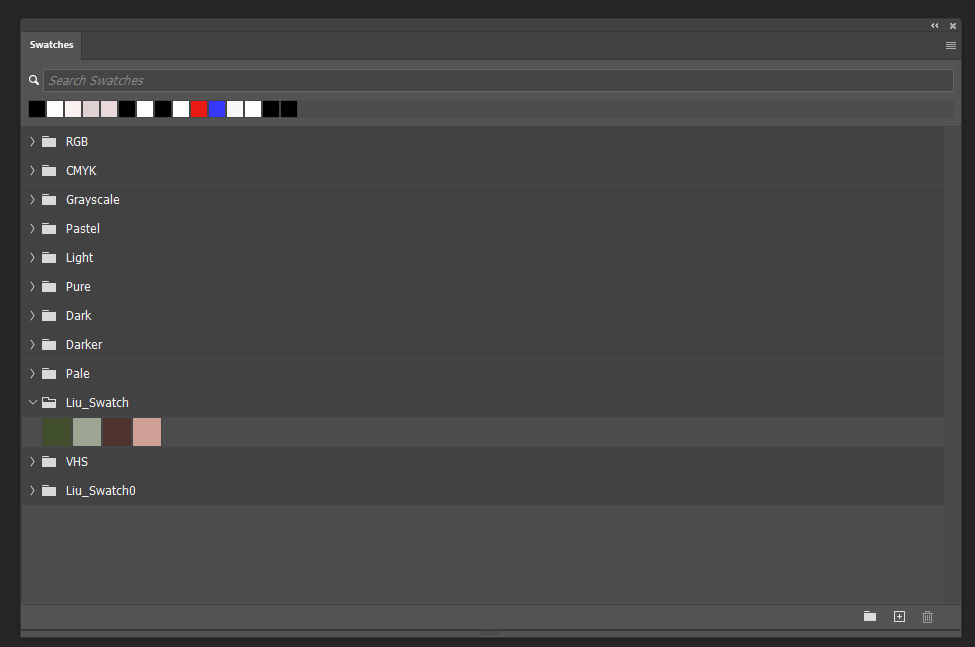 Swatches
Search Swatches
RGB
CMYK
Grayscale
Pastel
Light
Pure
Dark
Darker
Pale
Liu_Swatch
VHS
Liu_Swatch0